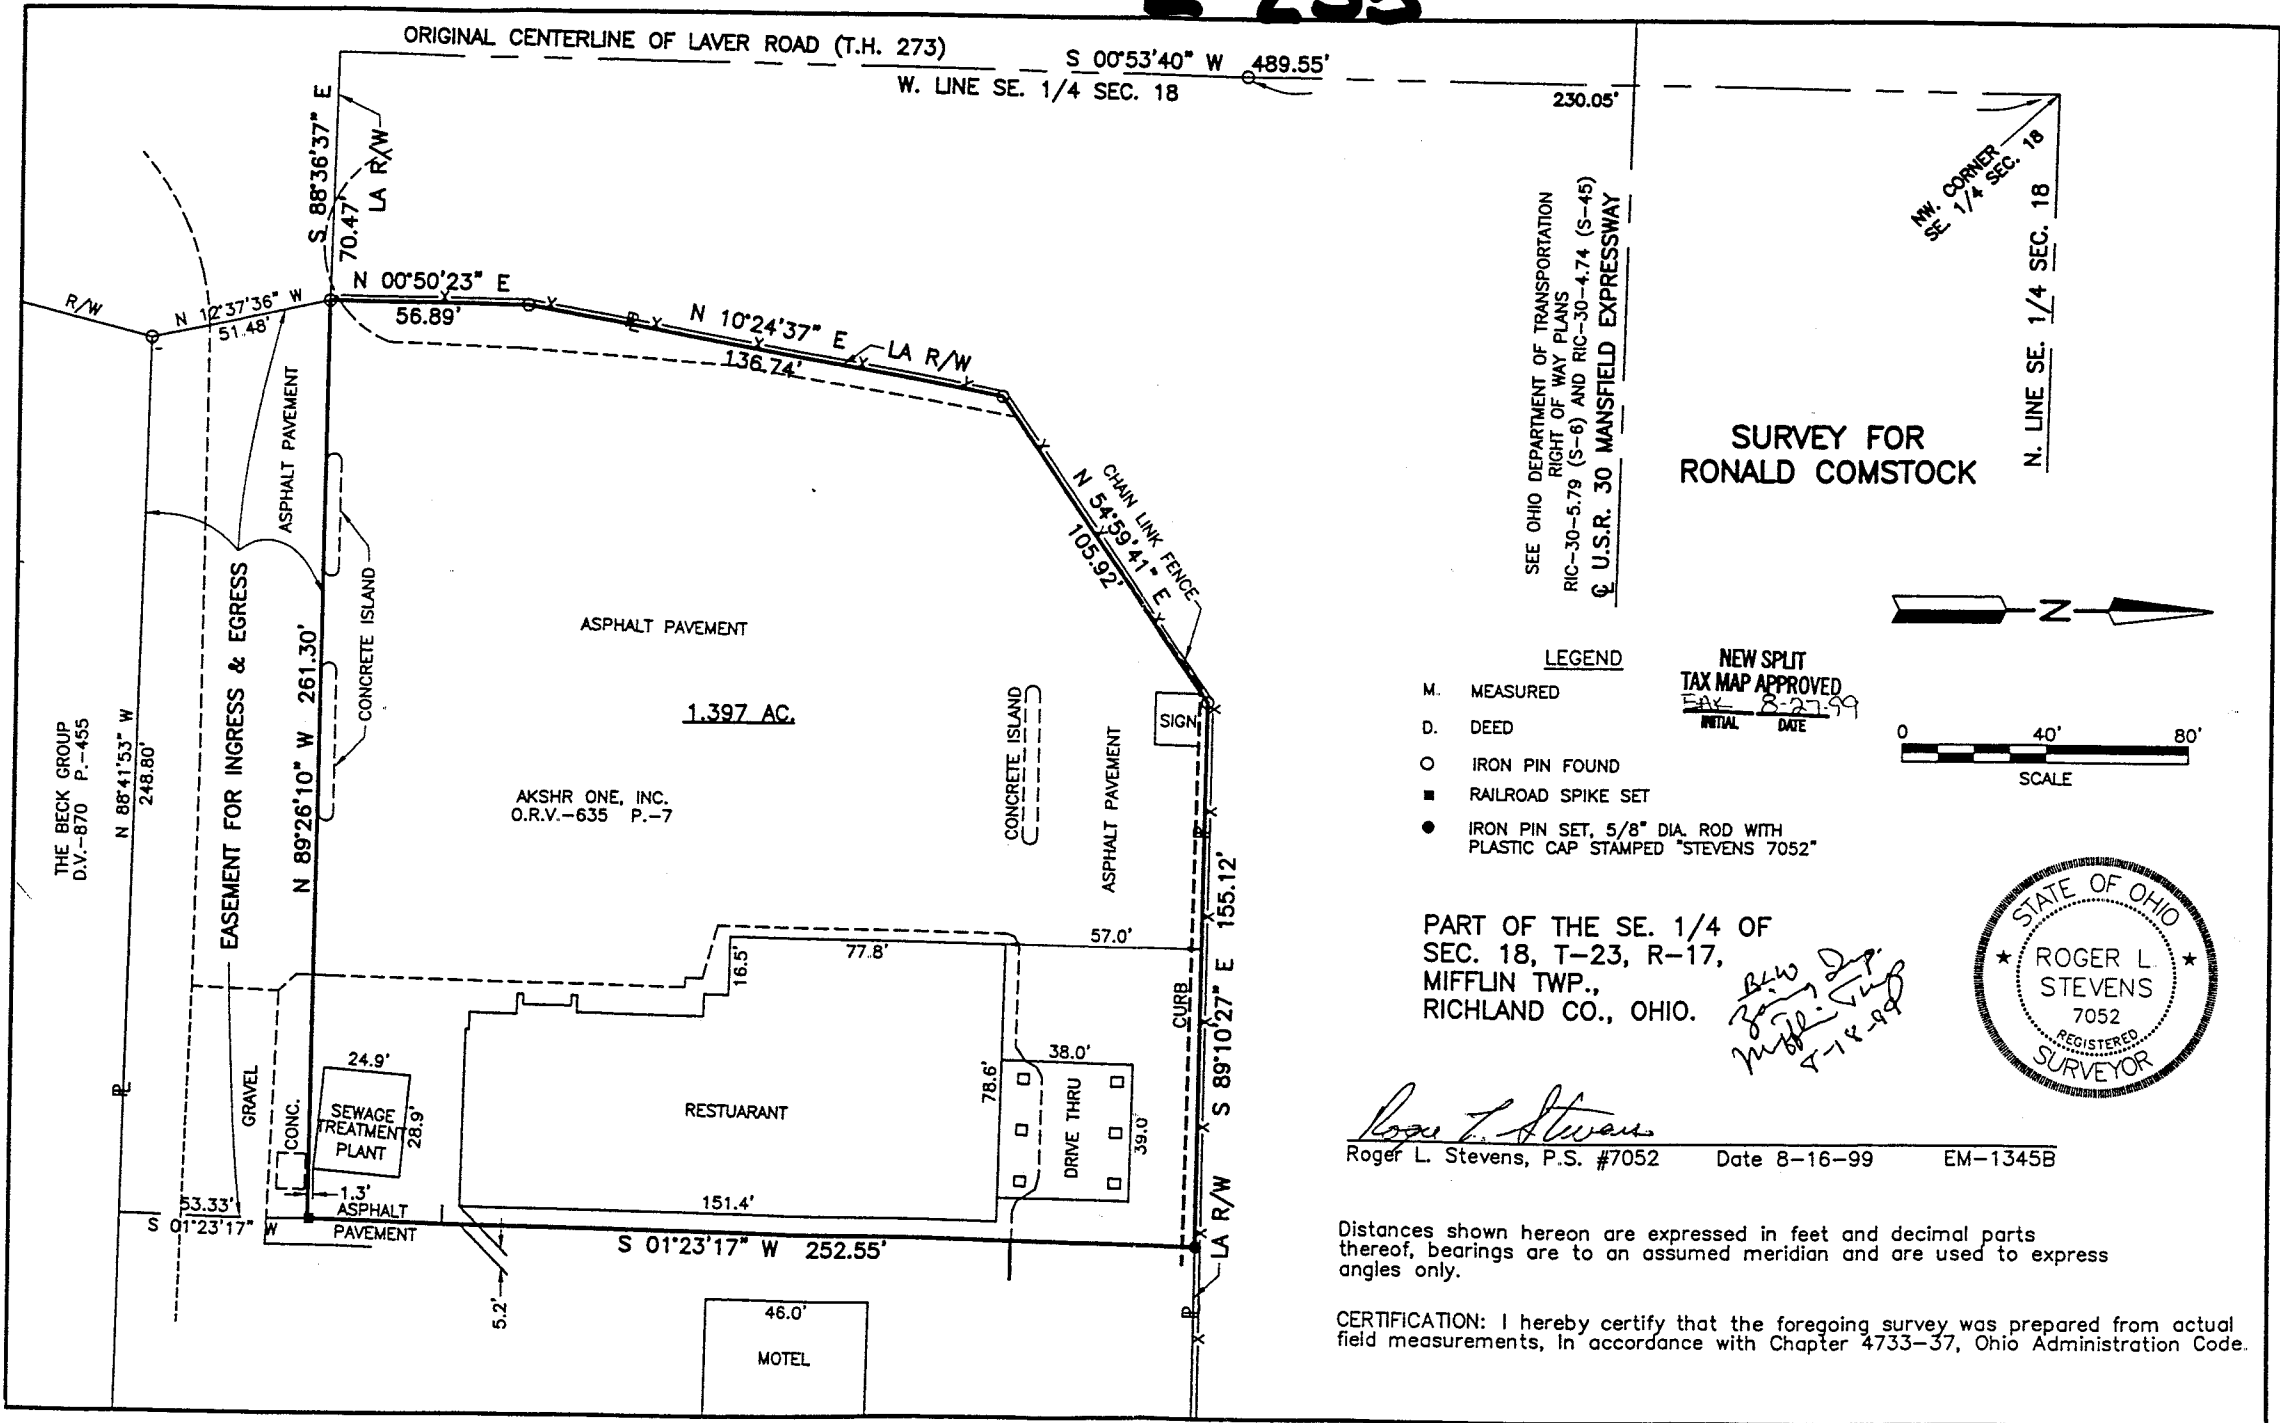 ORIGINAL CENTERLINE OF LAVER ROAD (T.H. 273)
S 00°53'40" W 489.55'
W. LINE SE. 1/4 SEC. 18
230.05'
NW. CORNER
SE. 1/4 SEC. 18
N. LINE SE. 1/4 SEC. 18
S 88°36'37" E
70.47'
LA R/W
R/W
N 12°37'36" W
51.48'
N 00°50'23" E
56.89'
N 10°24'37" E
136.74'
LA R/W
CHAIN LINK FENCE
N 54°59'41" E
105.92'
SEE OHIO DEPARTMENT OF TRANSPORTATION
RIGHT OF WAY PLANS
RIC-30-5.79 (S-6) AND RIC-30-4.74 (S-45)
℄ U.S.R. 30 MANSFIELD EXPRESSWAY
SURVEY FOR
RONALD COMSTOCK
N
ASPHALT PAVEMENT
CONCRETE ISLAND
ASPHALT PAVEMENT
1.397 AC.
AKSHR ONE, INC.
O.R.V.-635 P.-7
THE BECK GROUP
D.V.-870 P.-455
N 88°41'53" W
248.80'
EASEMENT FOR INGRESS & EGRESS
N 89°26'10" W 261.30'
CONCRETE ISLAND
SIGN
ASPHALT PAVEMENT
S 89°10'27" E 155.12'
CURB
57.0'
77.8'
16.5'
LEGEND
M. MEASURED
D. DEED
IRON PIN FOUND
RAILROAD SPIKE SET
IRON PIN SET, 5/8" DIA. ROD WITH
PLASTIC CAP STAMPED "STEVENS 7052"
NEW SPLIT
TAX MAP APPROVED
EAK 8-27-99
INITIAL DATE
0 40' 80'
SCALE
PART OF THE SE. 1/4 OF
SEC. 18, T-23, R-17,
MIFFLIN TWP.,
RICHLAND CO., OHIO.
STATE OF OHIO
ROGER L.
STEVENS
7052
REGISTERED
SURVEYOR
GRAVEL
CONC.
24.9'
28.9'
SEWAGE
TREATMENT
PLANT
RESTUARANT
78.6'
38.0'
39.0'
DRIVE THRU
151.4'
1.3'
ASPHALT
PAVEMENT
53.33'
S 01°23'17" W
S 01°23'17" W 252.55'
5.2'
46.0'
MOTEL
LA R/W
Roger L. Stevens
Roger L. Stevens, P.S. #7052 Date 8-16-99 EM-1345B
Distances shown hereon are expressed in feet and decimal parts
thereof, bearings are to an assumed meridian and are used to express
angles only.
CERTIFICATION: I hereby certify that the foregoing survey was prepared from actual
field measurements, In accordance with Chapter 4733-37, Ohio Administration Code.